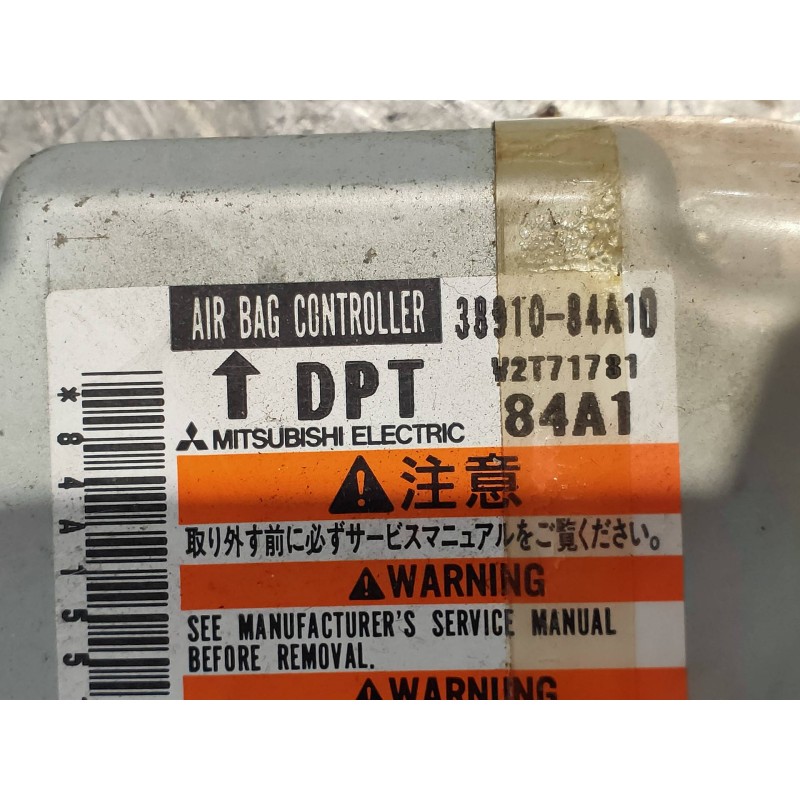 AIR BAG CONTROLLER 38910-84A10
DPT V2T71781
MITSUBISHI ELECTRIC 84A1
注意
取り外す前に必ずサービスマニュアルをご覧ください。
WARNING
SEE MANUFACTURER'S SERVICE MANUAL
BEFORE REMOVAL.
WARNING
*84A155